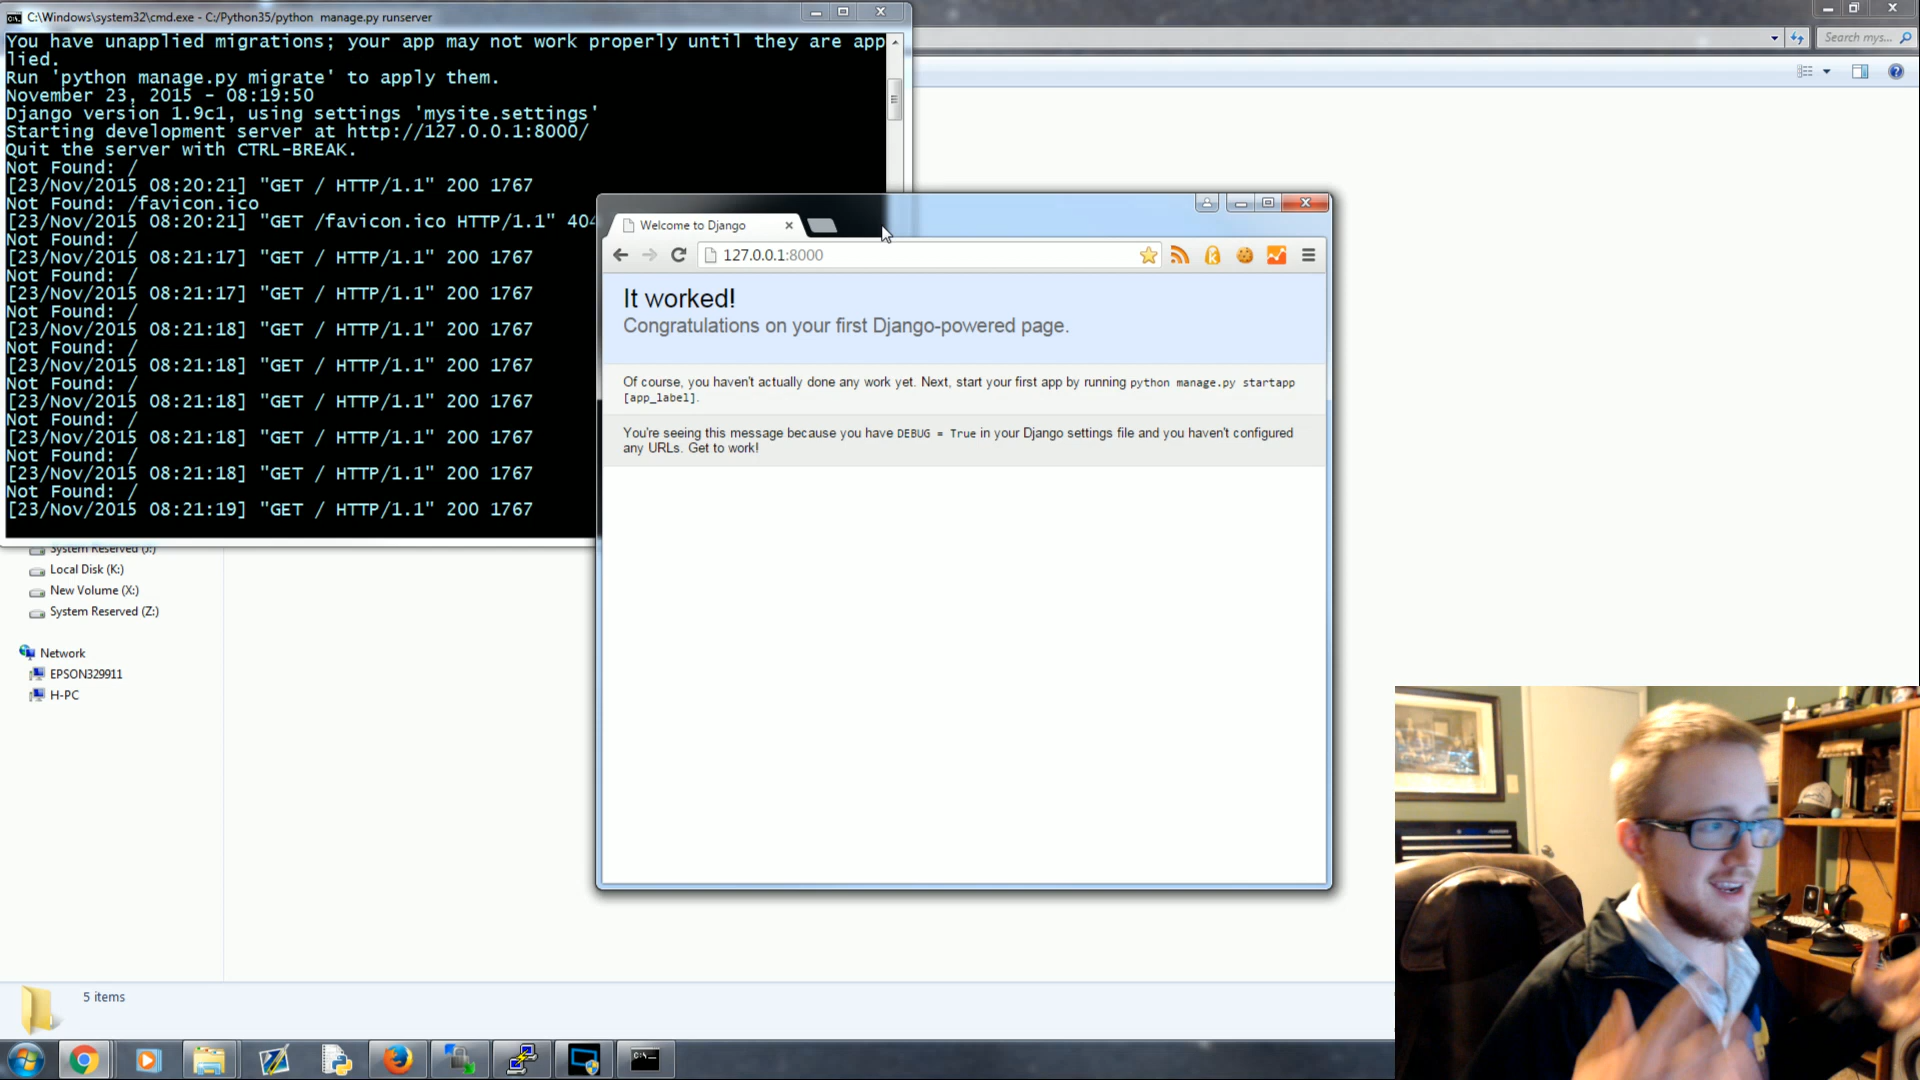 C:\Windows\system32\cmd.exe - C:/Python35/python manage.py runserver
You have unapplied migrations; your app may not work properly until they are app
lied.
Run 'python manage.py migrate' to apply them.
November 23, 2015 - 08:19:50
Django version 1.9c1, using settings 'mysite.settings'
Starting development server at http://127.0.0.1:8000/
Quit the server with CTRL-BREAK.
Not Found: /
[23/Nov/2015 08:20:21] "GET / HTTP/1.1" 200 1767
Not Found: /favicon.ico
[23/Nov/2015 08:20:21] "GET /favicon.ico HTTP/1.1" 404
Not Found: /
[23/Nov/2015 08:21:17] "GET / HTTP/1.1" 200 1767
Not Found: /
[23/Nov/2015 08:21:17] "GET / HTTP/1.1" 200 1767
Not Found: /
[23/Nov/2015 08:21:18] "GET / HTTP/1.1" 200 1767
Not Found: /
[23/Nov/2015 08:21:18] "GET / HTTP/1.1" 200 1767
Not Found: /
[23/Nov/2015 08:21:18] "GET / HTTP/1.1" 200 1767
Not Found: /
[23/Nov/2015 08:21:18] "GET / HTTP/1.1" 200 1767
Not Found: /
[23/Nov/2015 08:21:18] "GET / HTTP/1.1" 200 1767
Not Found: /
[23/Nov/2015 08:21:19] "GET / HTTP/1.1" 200 1767
Search mys...
Welcome to Django
127.0.0.1:8000
It worked!
Congratulations on your first Django-powered page.
Of course, you haven't actually done any work yet. Next, start your first app by running python manage.py startapp
[app_label].
You're seeing this message because you have DEBUG = True in your Django settings file and you haven't configured
any URLs. Get to work!
System Reserved (J:)
Local Disk (K:)
New Volume (X:)
System Reserved (Z:)
Network
EPSON329911
H-PC
5 items